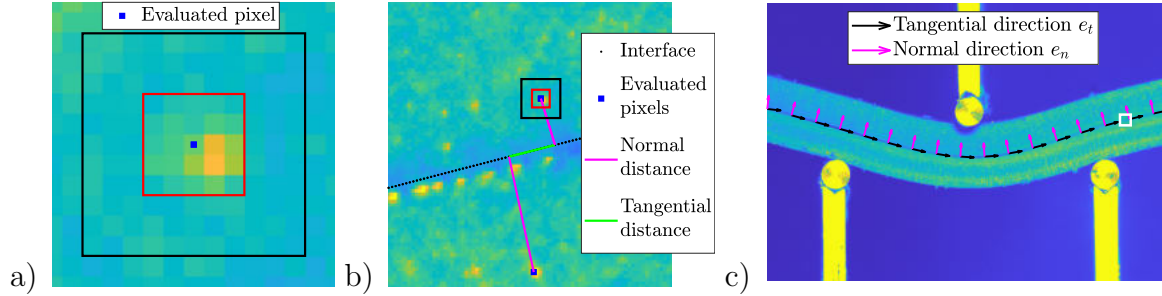 Evaluated pixel
a)
Interface
Evaluated
pixels
Normal
distance
Tangential
distance
b)
Tangential direction e_t
Normal direction e_n
c)